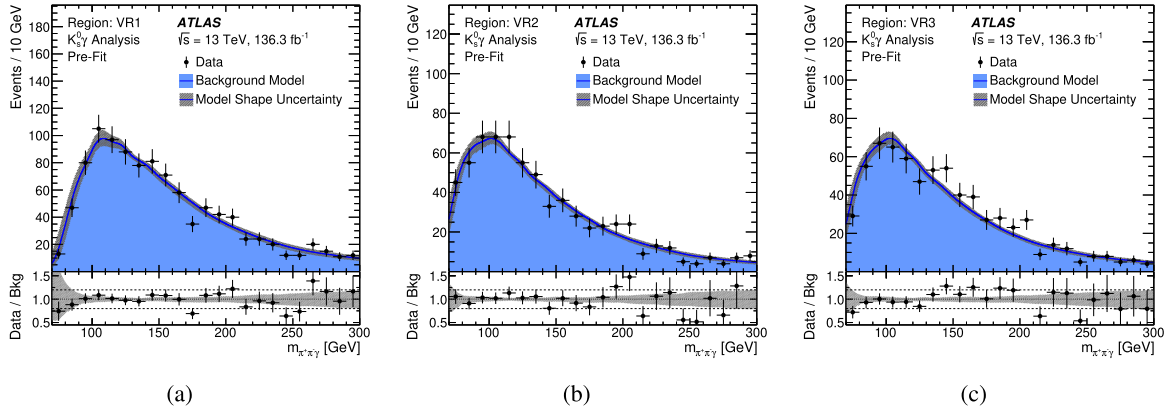 Region: VR1 ATLAS
K⁰ₛγ Analysis √s = 13 TeV, 136.3 fb⁻¹
Pre-Fit
Data
Background Model
Model Shape Uncertainty
Events / 10 GeV
180
160
140
120
100
80
60
40
20
Data / Bkg
1.5
1.0
0.5
100 150 200 250 300
m_π⁺π⁻γ [GeV]
(a)
Region: VR2 ATLAS
K⁰ₛγ Analysis √s = 13 TeV, 136.3 fb⁻¹
Pre-Fit
Data
Background Model
Model Shape Uncertainty
Events / 10 GeV
120
100
80
60
40
20
Data / Bkg
1.5
1.0
0.5
100 150 200 250 300
m_π⁺π⁻γ [GeV]
(b)
Region: VR3 ATLAS
K⁰ₛγ Analysis √s = 13 TeV, 136.3 fb⁻¹
Pre-Fit
Data
Background Model
Model Shape Uncertainty
Events / 10 GeV
120
100
80
60
40
20
Data / Bkg
1.5
1.0
0.5
100 150 200 250 300
m_π⁺π⁻γ [GeV]
(c)